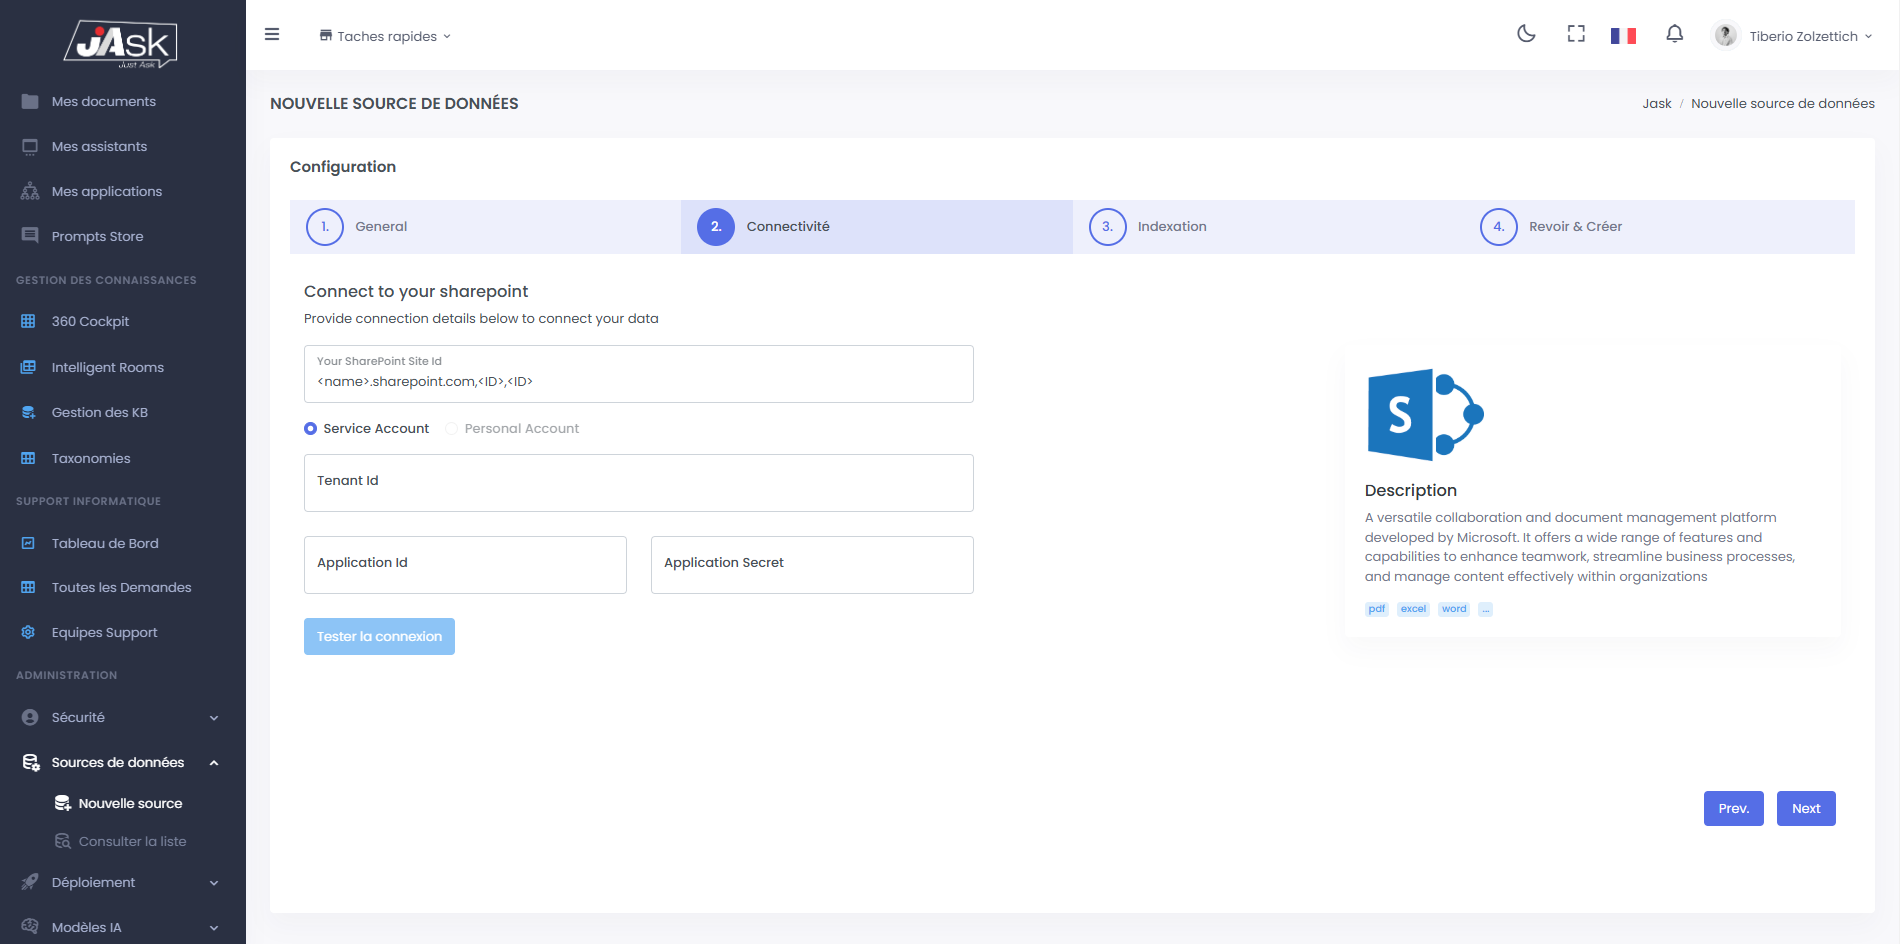 jAsk
Just Ask
Mes documents
Mes assistants
Mes applications
Prompts Store
GESTION DES CONNAISSANCES
360 Cockpit
Intelligent Rooms
Gestion des KB
Taxonomies
SUPPORT INFORMATIQUE
Tableau de Bord
Toutes les Demandes
Equipes Support
ADMINISTRATION
Sécurité
Sources de données
Nouvelle source
Consulter la liste
Déploiement
Modèles IA
Taches rapides
Tiberio Zolzettich
NOUVELLE SOURCE DE DONNÉES
Jask / Nouvelle source de données
Configuration
1. General
2. Connectivité
3. Indexation
4. Revoir & Créer
Connect to your sharepoint
Provide connection details below to connect your data
Your SharePoint Site Id
<name>.sharepoint.com,<ID>,<ID>
Service Account
Personal Account
Tenant Id
Application Id
Application Secret
Tester la connexion
S
Description
A versatile collaboration and document management platform
developed by Microsoft. It offers a wide range of features and
capabilities to enhance teamwork, streamline business processes,
and manage content effectively within organizations
pdf excel word ...
Prev.
Next